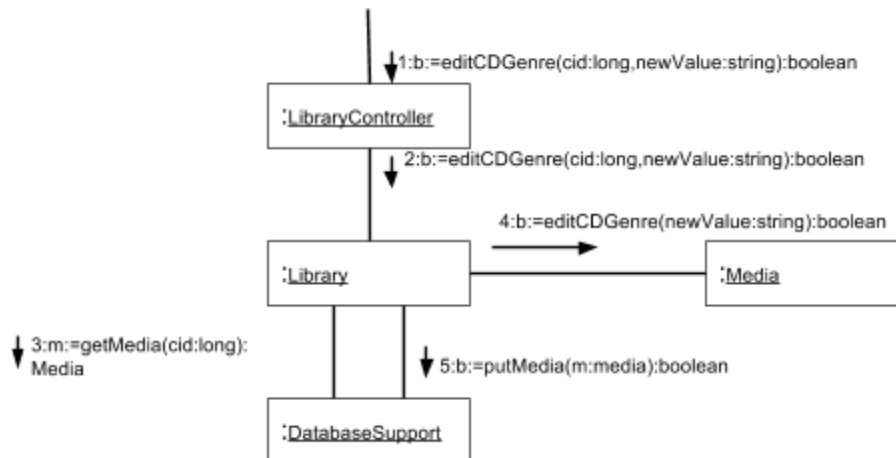 1:b:=editCDGenre(cid:long,newValue:string):boolean
:LibraryController
2:b:=editCDGenre(cid:long,newValue:string):boolean
4:b:=editCDGenre(newValue:string):boolean
:Library
:Media
3:m:=getMedia(cid:long):
Media
5:b:=putMedia(m:media):boolean
:DatabaseSupport